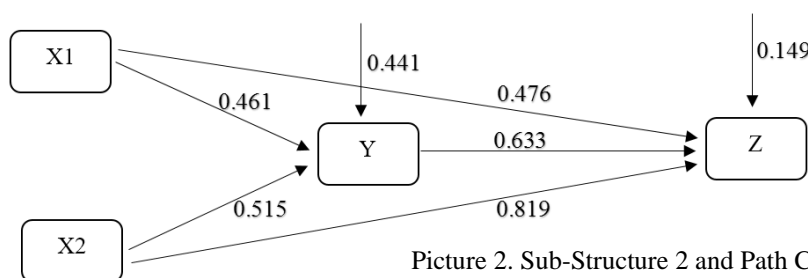 X1
0.441
0.149
0.461
0.476
Y
0.633
Z
0.515
0.819
X2
Picture 2. Sub-Structure 2 and Path